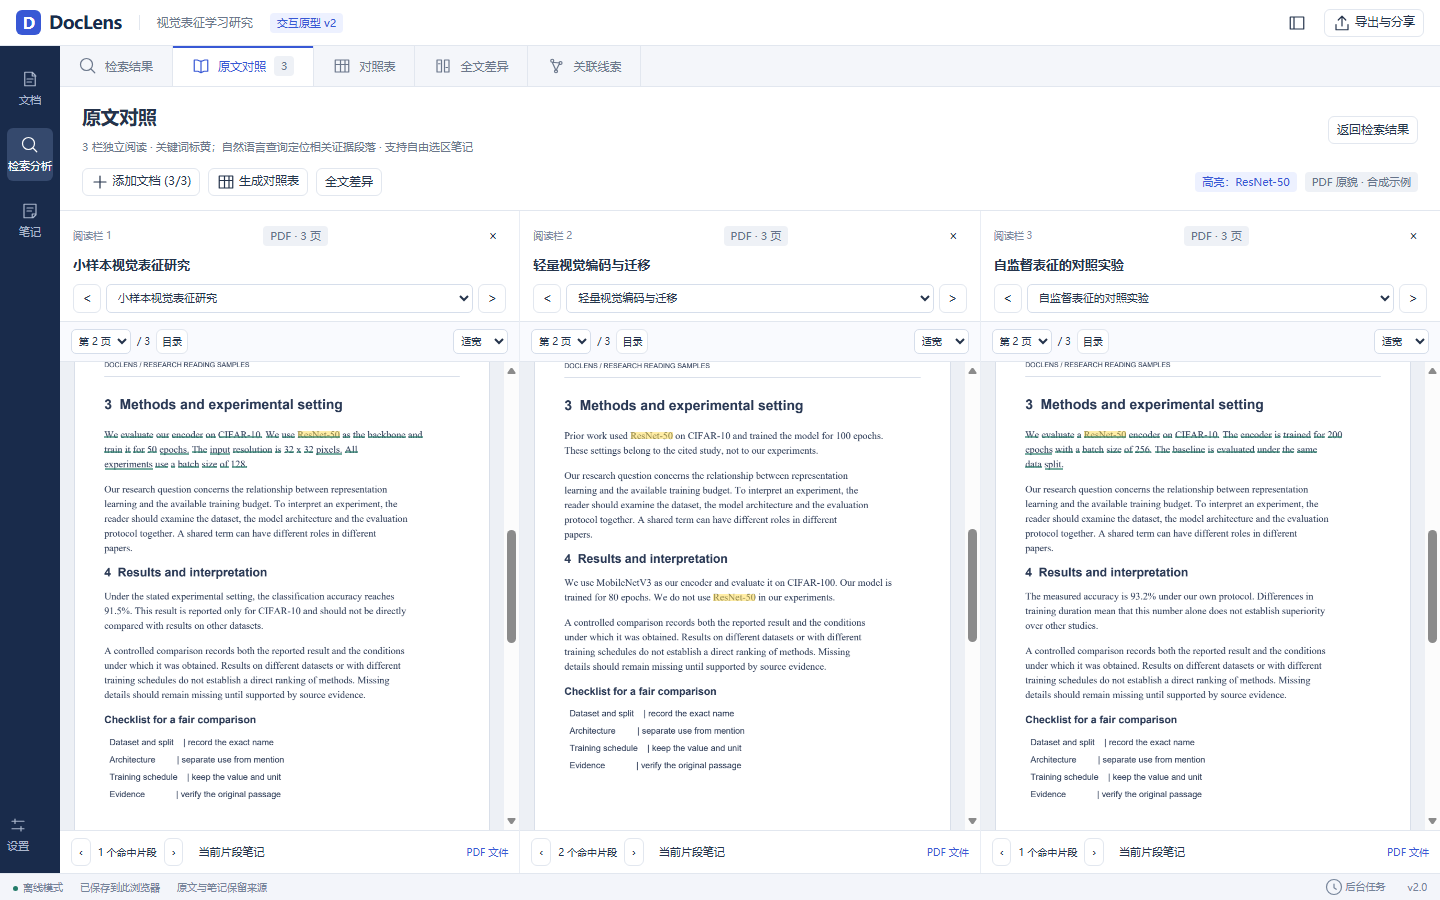 D DocLens 视觉表征学习研究 交互原型 v2 导出与分享
文档
检索分析
笔记
设置
检索结果 原文对照 3 对照表 全文差异 关联线索
原文对照
3 栏独立阅读 · 关键词标黄；自然语言查询定位相关证据段落 · 支持自由选区笔记
返回检索结果
添加文档 (3/3) 生成对照表 全文差异
高亮：ResNet-50 PDF 原貌 · 合成示例
阅读栏 1 PDF · 3 页 ×
小样本视觉表征研究
< 小样本视觉表征研究 >
第 2 页 / 3 目录 适宽
DOCLENS / RESEARCH READING SAMPLES
3 Methods and experimental setting
We evaluate our encoder on CIFAR-10. We use ResNet-50 as the backbone and
train it for 50 epochs. The input resolution is 32 x 32 pixels. All
experiments use a batch size of 128.
Our research question concerns the relationship between representation
learning and the available training budget. To interpret an experiment, the
reader should examine the dataset, the model architecture and the evaluation
protocol together. A shared term can have different roles in different
papers.
4 Results and interpretation
Under the stated experimental setting, the classification accuracy reaches
91.5%. This result is reported only for CIFAR-10 and should not be directly
compared with results on other datasets.
A controlled comparison records both the reported result and the conditions
under which it was obtained. Results on different datasets or with different
training schedules do not establish a direct ranking of methods. Missing
details should remain missing until supported by source evidence.
Checklist for a fair comparison
Dataset and split | record the exact name
Architecture | separate use from mention
Training schedule | keep the value and unit
Evidence | verify the original passage
‹ 1 个命中片段 › 当前片段笔记 PDF 文件
阅读栏 2 PDF · 3 页 ×
轻量视觉编码与迁移
< 轻量视觉编码与迁移 >
第 2 页 / 3 目录 适宽
DOCLENS / RESEARCH READING SAMPLES
3 Methods and experimental setting
Prior work used ResNet-50 on CIFAR-10 and trained the model for 100 epochs.
These settings belong to the cited study, not to our experiments.
Our research question concerns the relationship between representation
learning and the available training budget. To interpret an experiment, the
reader should examine the dataset, the model architecture and the evaluation
protocol together. A shared term can have different roles in different
papers.
4 Results and interpretation
We use MobileNetV3 as our encoder and evaluate it on CIFAR-100. Our model is
trained for 80 epochs. We do not use ResNet-50 in our experiments.
A controlled comparison records both the reported result and the conditions
under which it was obtained. Results on different datasets or with different
training schedules do not establish a direct ranking of methods. Missing
details should remain missing until supported by source evidence.
Checklist for a fair comparison
Dataset and split | record the exact name
Architecture | separate use from mention
Training schedule | keep the value and unit
Evidence | verify the original passage
‹ 2 个命中片段 › 当前片段笔记 PDF 文件
阅读栏 3 PDF · 3 页 ×
自监督表征的对照实验
< 自监督表征的对照实验 >
第 2 页 / 3 目录 适宽
DOCLENS / RESEARCH READING SAMPLES
3 Methods and experimental setting
We evaluate a ResNet-50 encoder on CIFAR-10. The encoder is trained for 200
epochs with a batch size of 256. The baseline is evaluated under the same
data split.
Our research question concerns the relationship between representation
learning and the available training budget. To interpret an experiment, the
reader should examine the dataset, the model architecture and the evaluation
protocol together. A shared term can have different roles in different
papers.
4 Results and interpretation
The measured accuracy is 93.2% under our own protocol. Differences in
training duration mean that this number alone does not establish superiority
over other studies.
A controlled comparison records both the reported result and the conditions
under which it was obtained. Results on different datasets or with different
training schedules do not establish a direct ranking of methods. Missing
details should remain missing until supported by source evidence.
Checklist for a fair comparison
Dataset and split | record the exact name
Architecture | separate use from mention
Training schedule | keep the value and unit
Evidence | verify the original passage
‹ 1 个命中片段 › 当前片段笔记 PDF 文件
离线模式 已保存到此浏览器 原文与笔记保留来源 后台任务 v2.0